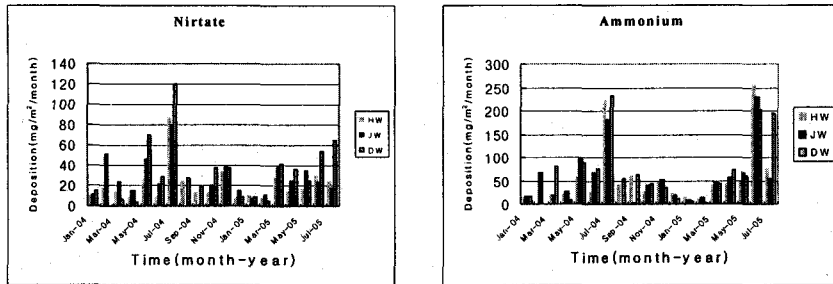 Nirtate
Deposition(mg/m²/month)
140
120
100
80
60
40
20
0
Jan-04
Mar-04
May-04
Jul-04
Sep-04
Nov-04
Jan-05
Mar-05
May-05
Jul-05
Time(month-year)
HW
JW
DW
Ammonium
Deposition(mg/m²/month)
300
250
200
150
100
50
0
Jan-04
Mar-04
May-04
Jul-04
Sep-04
Nov-04
Jan-05
Mar-05
May-05
Jul-05
Time(month-year)
HW
JW
DW